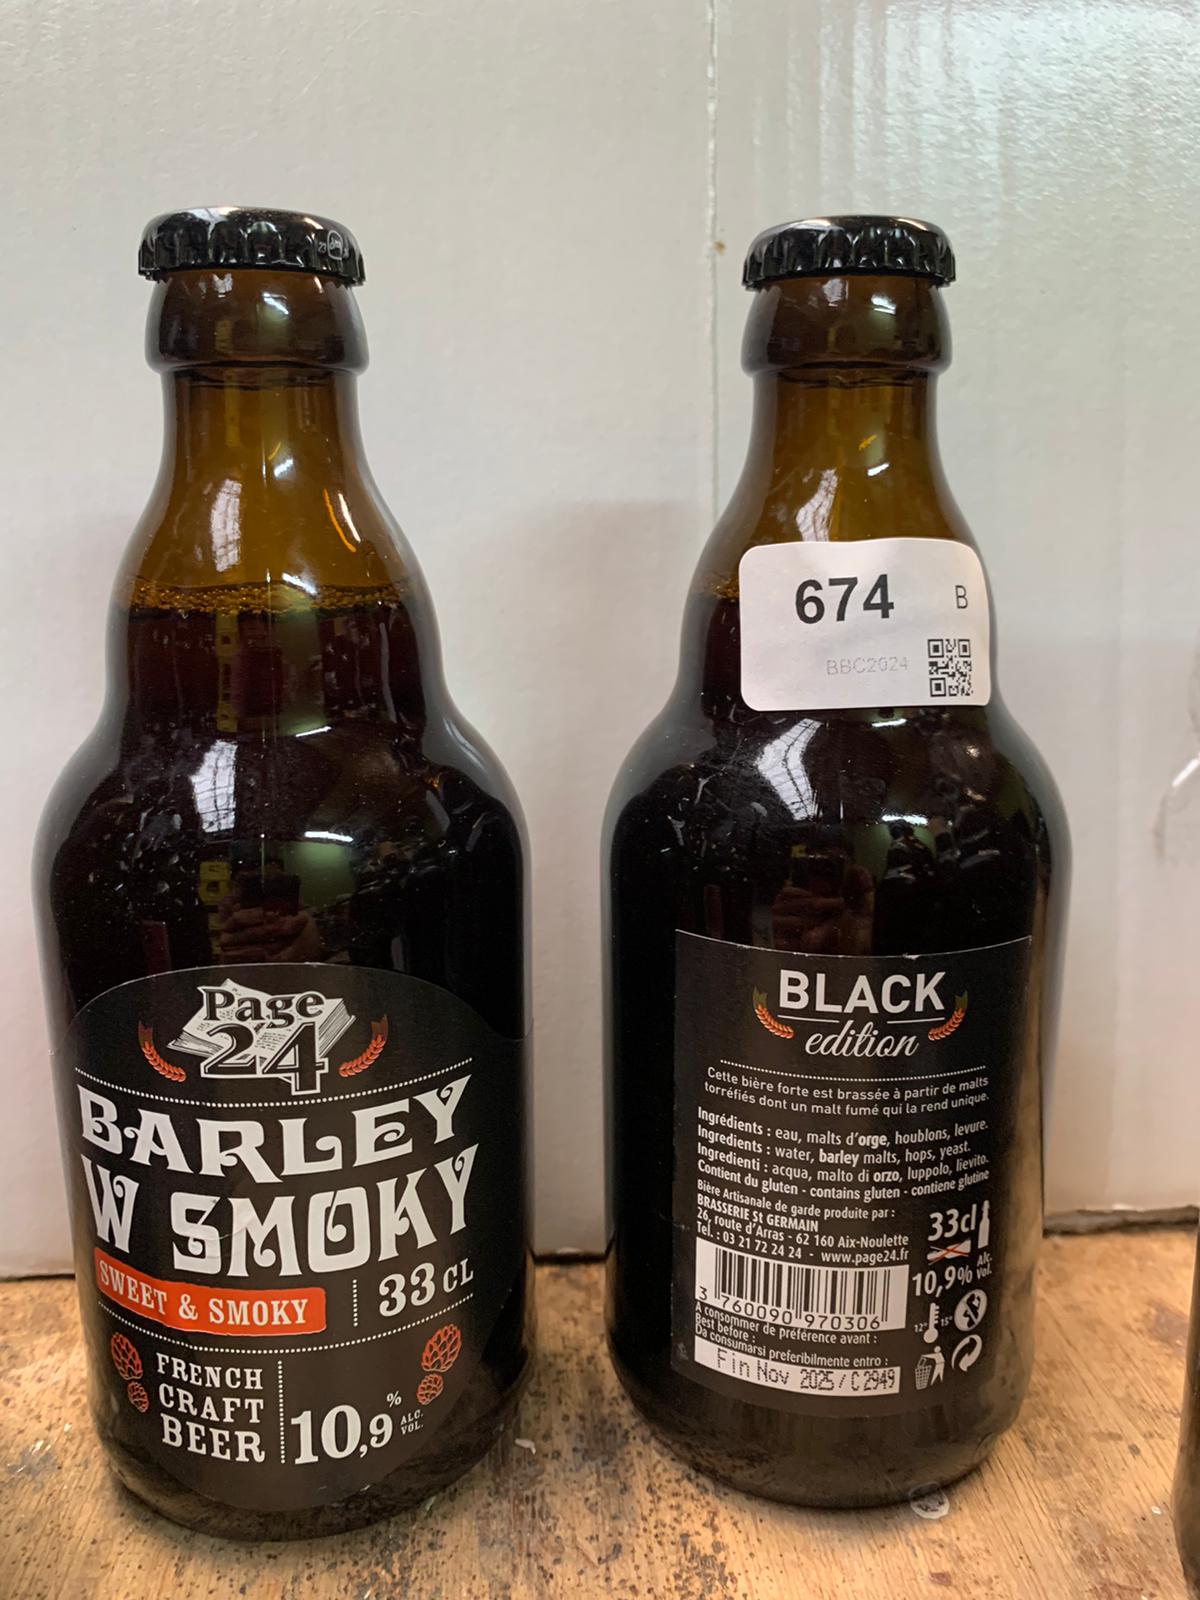 Page
24
BARLEY
W SMOKY
SWEET & SMOKY
33 CL
FRENCH
CRAFT
BEER
10,9 %
ALC.
VOL.
674 B
BBC2024
BLACK
edition
Cette bière forte est brassée à partir de malts
torréfiés dont un malt fumé qui la rend unique.
Ingrédients : eau, malts d'orge, houblons, levure.
Ingredients : water, barley malts, hops, yeast.
Ingredienti : acqua, malto di orzo, luppolo, lievito.
Contient du gluten - contains gluten - contiene glutine
Bière Artisanale de garde produite par :
BRASSERIE St GERMAIN
26, route d'Arras - 62 160 Aix-Noulette
Tel. : 03 21 72 24 24 - www.page24.fr
33cl
10,9% Alc.
Vol.
3 760090 970306
12° 15°
A consommer de préférence avant :
Best before :
Da consumarsi preferibilmente entro :
Fin Nov 2025 / C2949